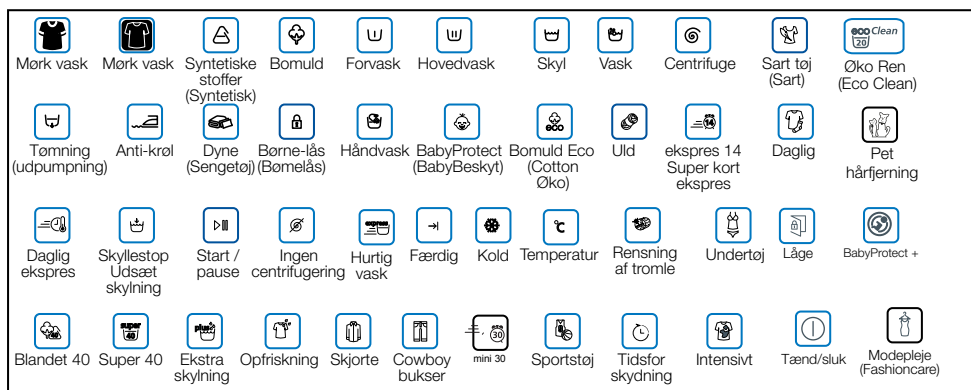 eco Clean
20
Mørk vask
Mørk vask
Syntetiske
stoffer
(Syntetisk)
Bomuld
Forvask
Hovedvask
Skyl
Vask
Centrifuge
Sart tøj
(Sart)
Øko Ren
(Eco Clean)
eco
14
Tømning
(udpumpning)
Anti-krøl
Dyne
(Sengetøj)
Børne-lås
(Bømelås)
Håndvask
BabyProtect
(BabyBeskyt)
Bomuld Eco
(Cotton
Øko)
Uld
ekspres 14
Super kort
ekspres
Daglig
Pet
hårfjerning
express
°C
Daglig
ekspres
Skyllestop
Udsæt
skylning
Start /
pause
Ingen
centrifugering
Hurtig
vask
Færdig
Kold
Temperatur
Rensning
af tromle
Undertøj
Låge
BabyProtect +
40
super
40
plus
30
Blandet 40
Super 40
Ekstra
skylning
Opfriskning
Skjorte
Cowboy
bukser
mini 30
Sportstøj
Tidsfor
skydning
Intensivt
Tænd/sluk
Modepleje
(Fashioncare)